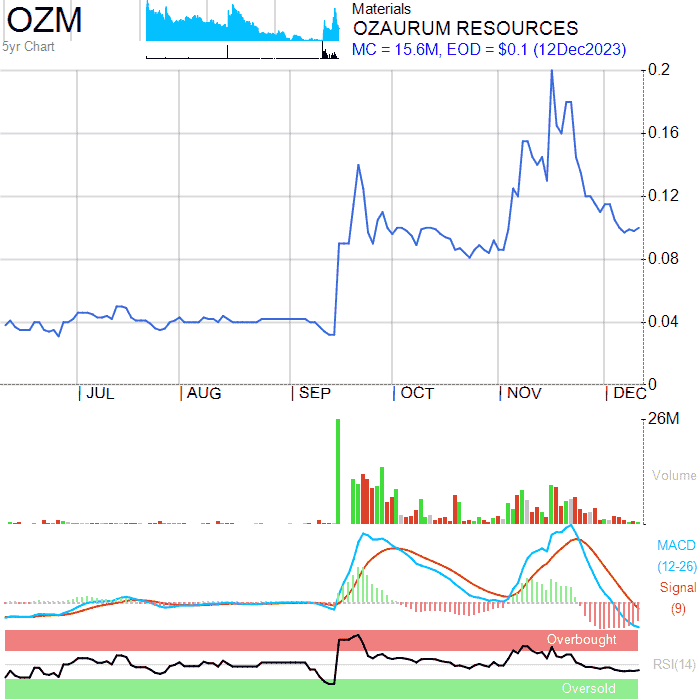 OZM
5yr Chart
Materials
OZAURUM RESOURCES
MC = 15.6M, EOD = $0.1 (12Dec2023)
0.2
0.16
0.12
0.08
0.04
0
JUL AUG SEP OCT NOV DEC
26M
Volume
MACD
(12-26)
Signal
(9)
Overbought
RSI(14)
Oversold